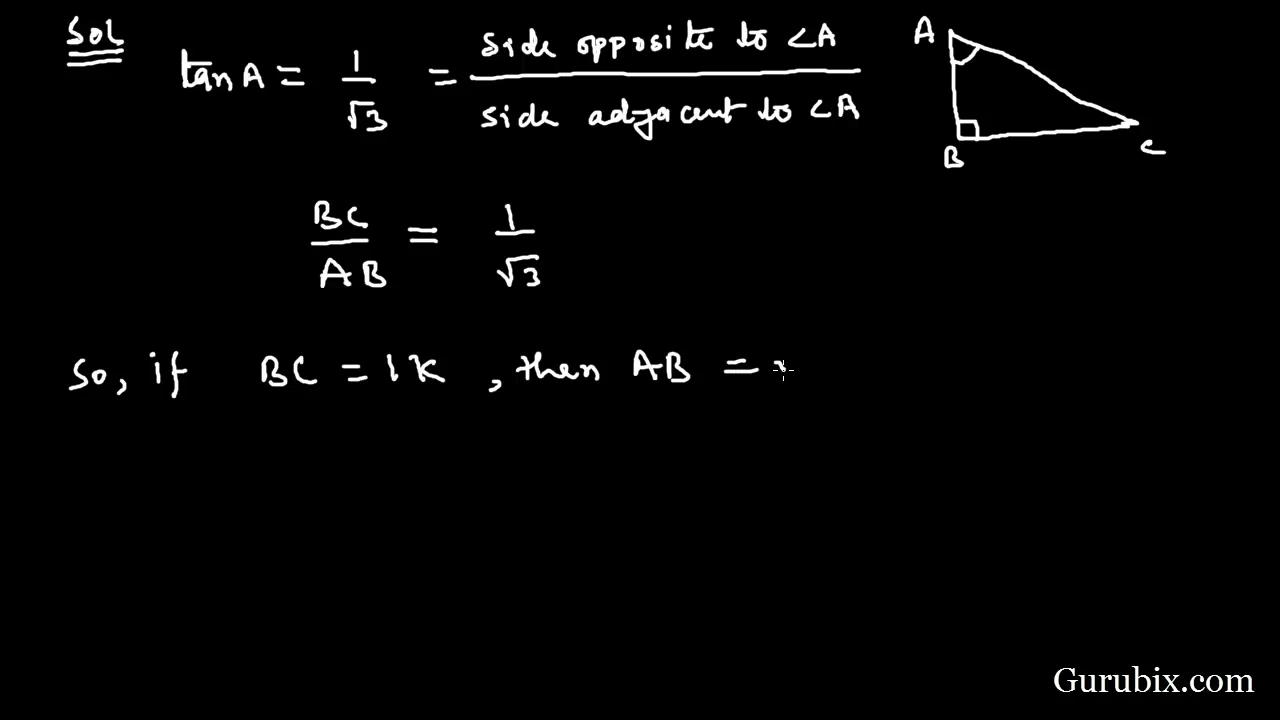 Sol
tan A = 1/√3 = side opposite to ∠A / side adjacent to ∠A
A
B
C
BC/AB = 1/√3
So, if BC = 1K, then AB =
Gurubix.com